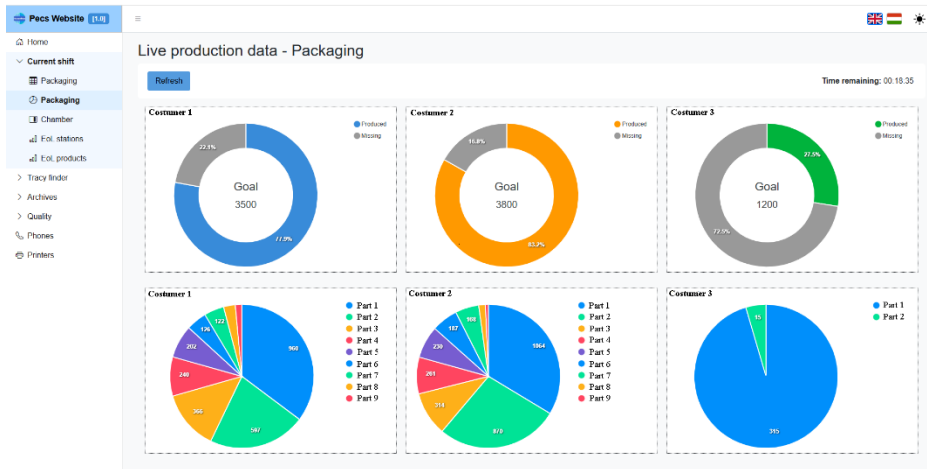 Pecs Website [1.0]
Home
Current shift
Packaging
Packaging
Chamber
Eol. stations
Eol. products
Tracy finder
Archives
Quality
Phones
Printers
Live production data - Packaging
Refresh
Time remaining: 00:18:35
Costumer 1
Produced
Missing
22.1%
Goal
3500
77.9%
Costumer 2
Produced
Missing
16.8%
Goal
3800
83.2%
Costumer 3
Produced
Missing
27.5%
Goal
1200
72.5%
Costumer 1
Part 1
Part 2
Part 3
Part 4
Part 5
Part 6
Part 7
Part 8
Part 9
122
126
202
240
960
Costumer 2
Part 1
Part 2
Part 3
Part 4
Part 5
Part 6
Part 7
Part 8
Part 9
187
230
1064
314
870
Costumer 3
Part 1
Part 2
15
315